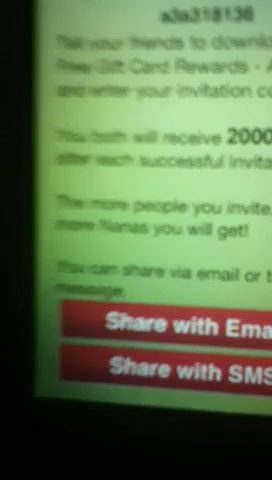 a3a318136
Tell your friends to downlo
Free Gift Card Rewards - A
and enter your invitation co
You both will receive 2000
after each successful invita
The more people you invite,
more Nanas you will get!
You can share via email or t
message.
Share with Ema
Share with SMS